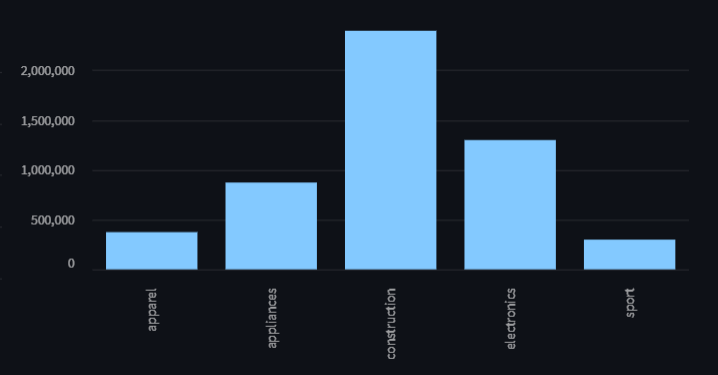 2,000,000
1,500,000
1,000,000
500,000
0
apparel
appliances
construction
electronics
sport